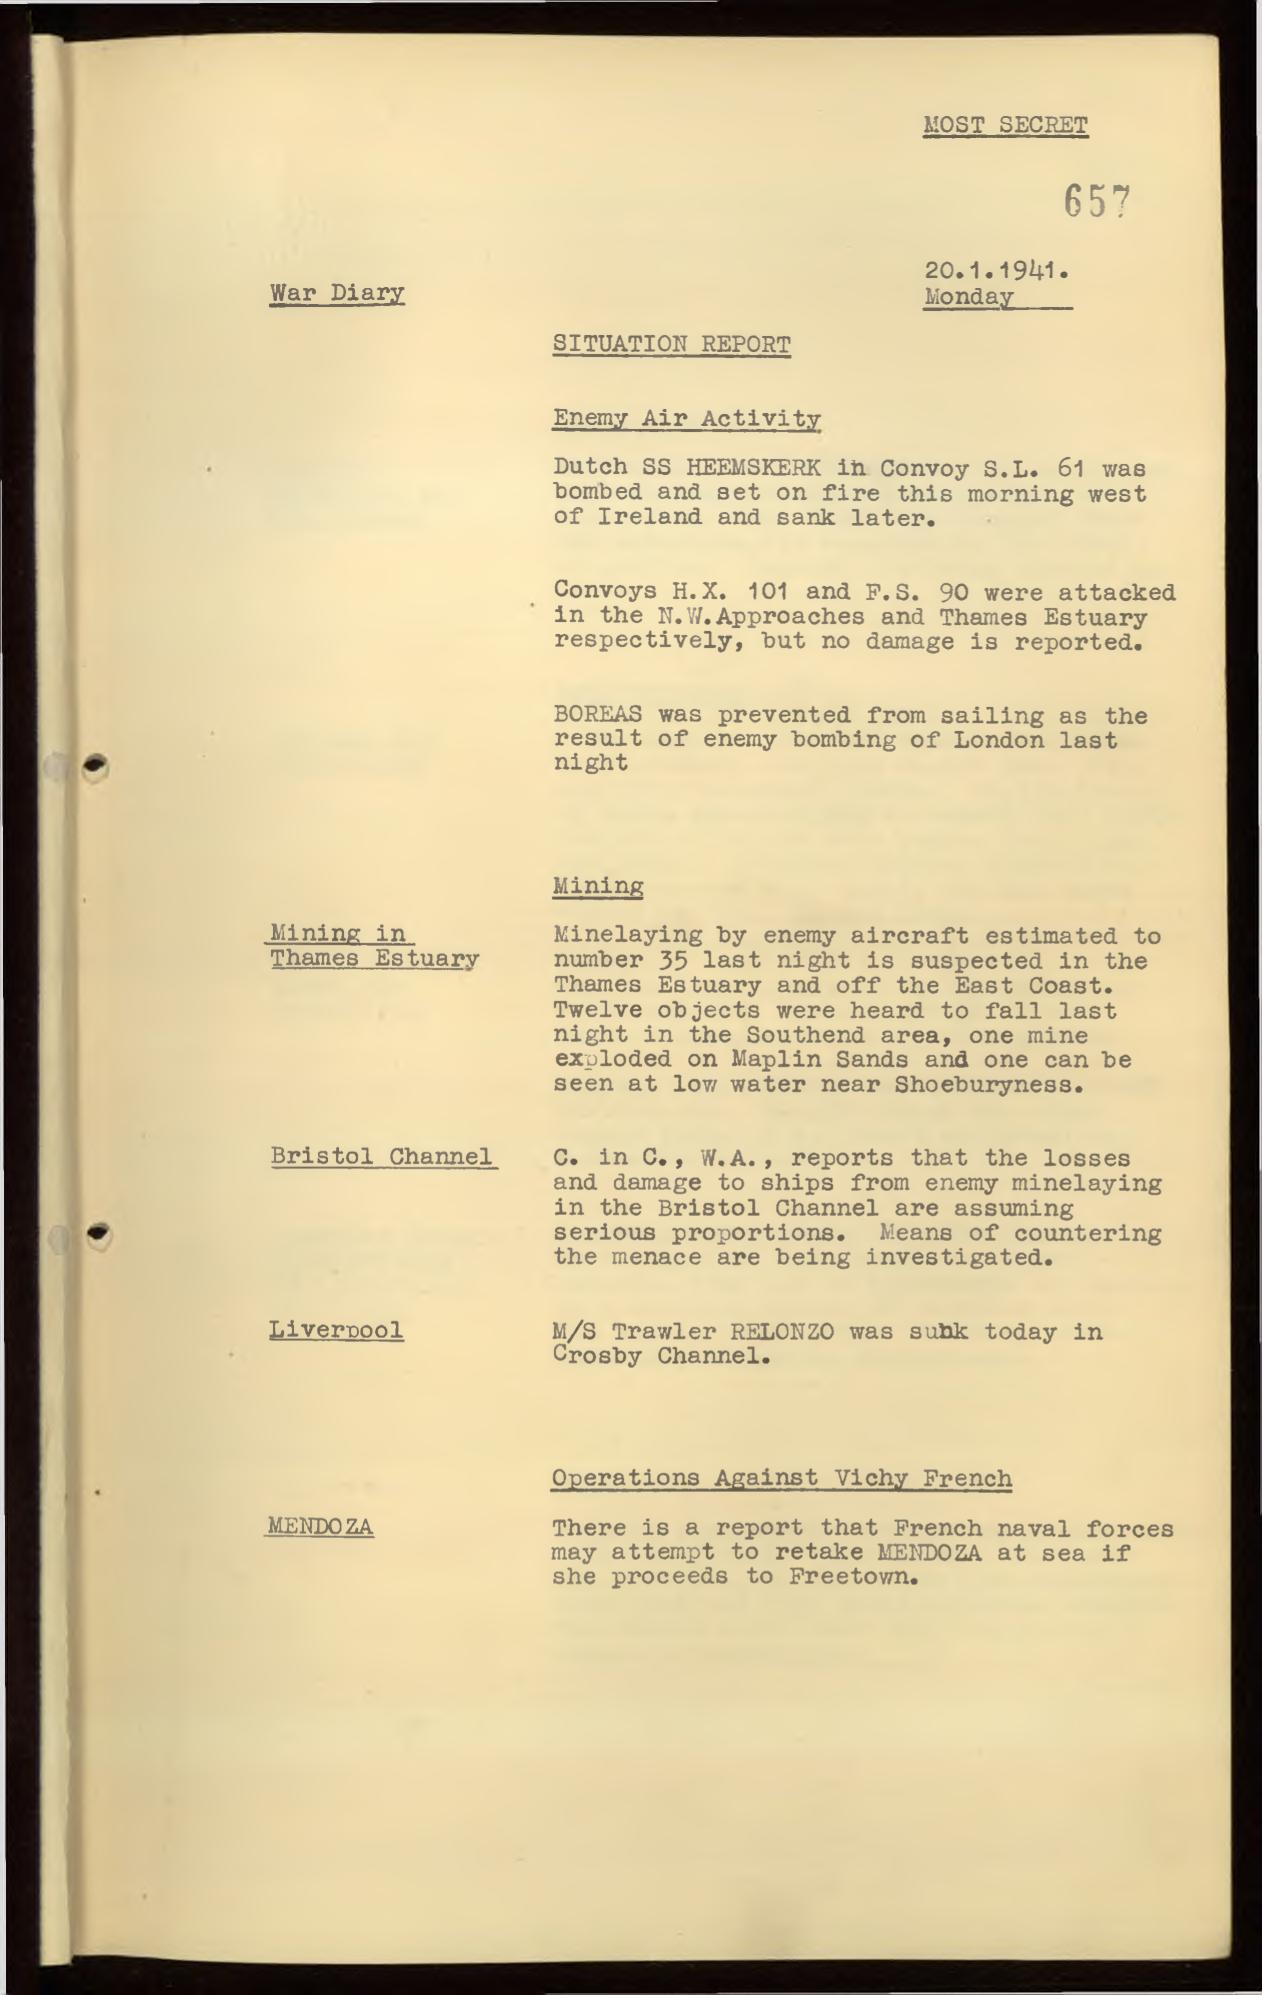 MOST SECRET
657
20.1.1941.
War Diary
Monday
SITUATION REPORT
Enemy Air Activity
Dutch SS HEEMSKERK in Convoy S.L. 61 was
bombed and set on fire this morning west
of Ireland and sank later.
Convoys H.X. 101 and F.S. 90 were attacked
in the N.W.Approaches and Thames Estuary
respectively, but no damage is reported.
BOREAS was prevented from sailing as the
result of enemy bombing of London last
night
Mining
Mining in
Thames Estuary
Minelaying by enemy aircraft estimated to
number 35 last night is suspected in the
Thames Estuary and off the East Coast.
Twelve objects were heard to fall last
night in the Southend area, one mine
exploded on Maplin Sands and one can be
seen at low water near Shoeburyness.
Bristol Channel
C. in C., W.A., reports that the losses
and damage to ships from enemy minelaying
in the Bristol Channel are assuming
serious proportions. Means of countering
the menace are being investigated.
Liverpool
M/S Trawler RELONZO was sunk today in
Crosby Channel.
Operations Against Vichy French
MENDOZA
There is a report that French naval forces
may attempt to retake MENDOZA at sea if
she proceeds to Freetown.